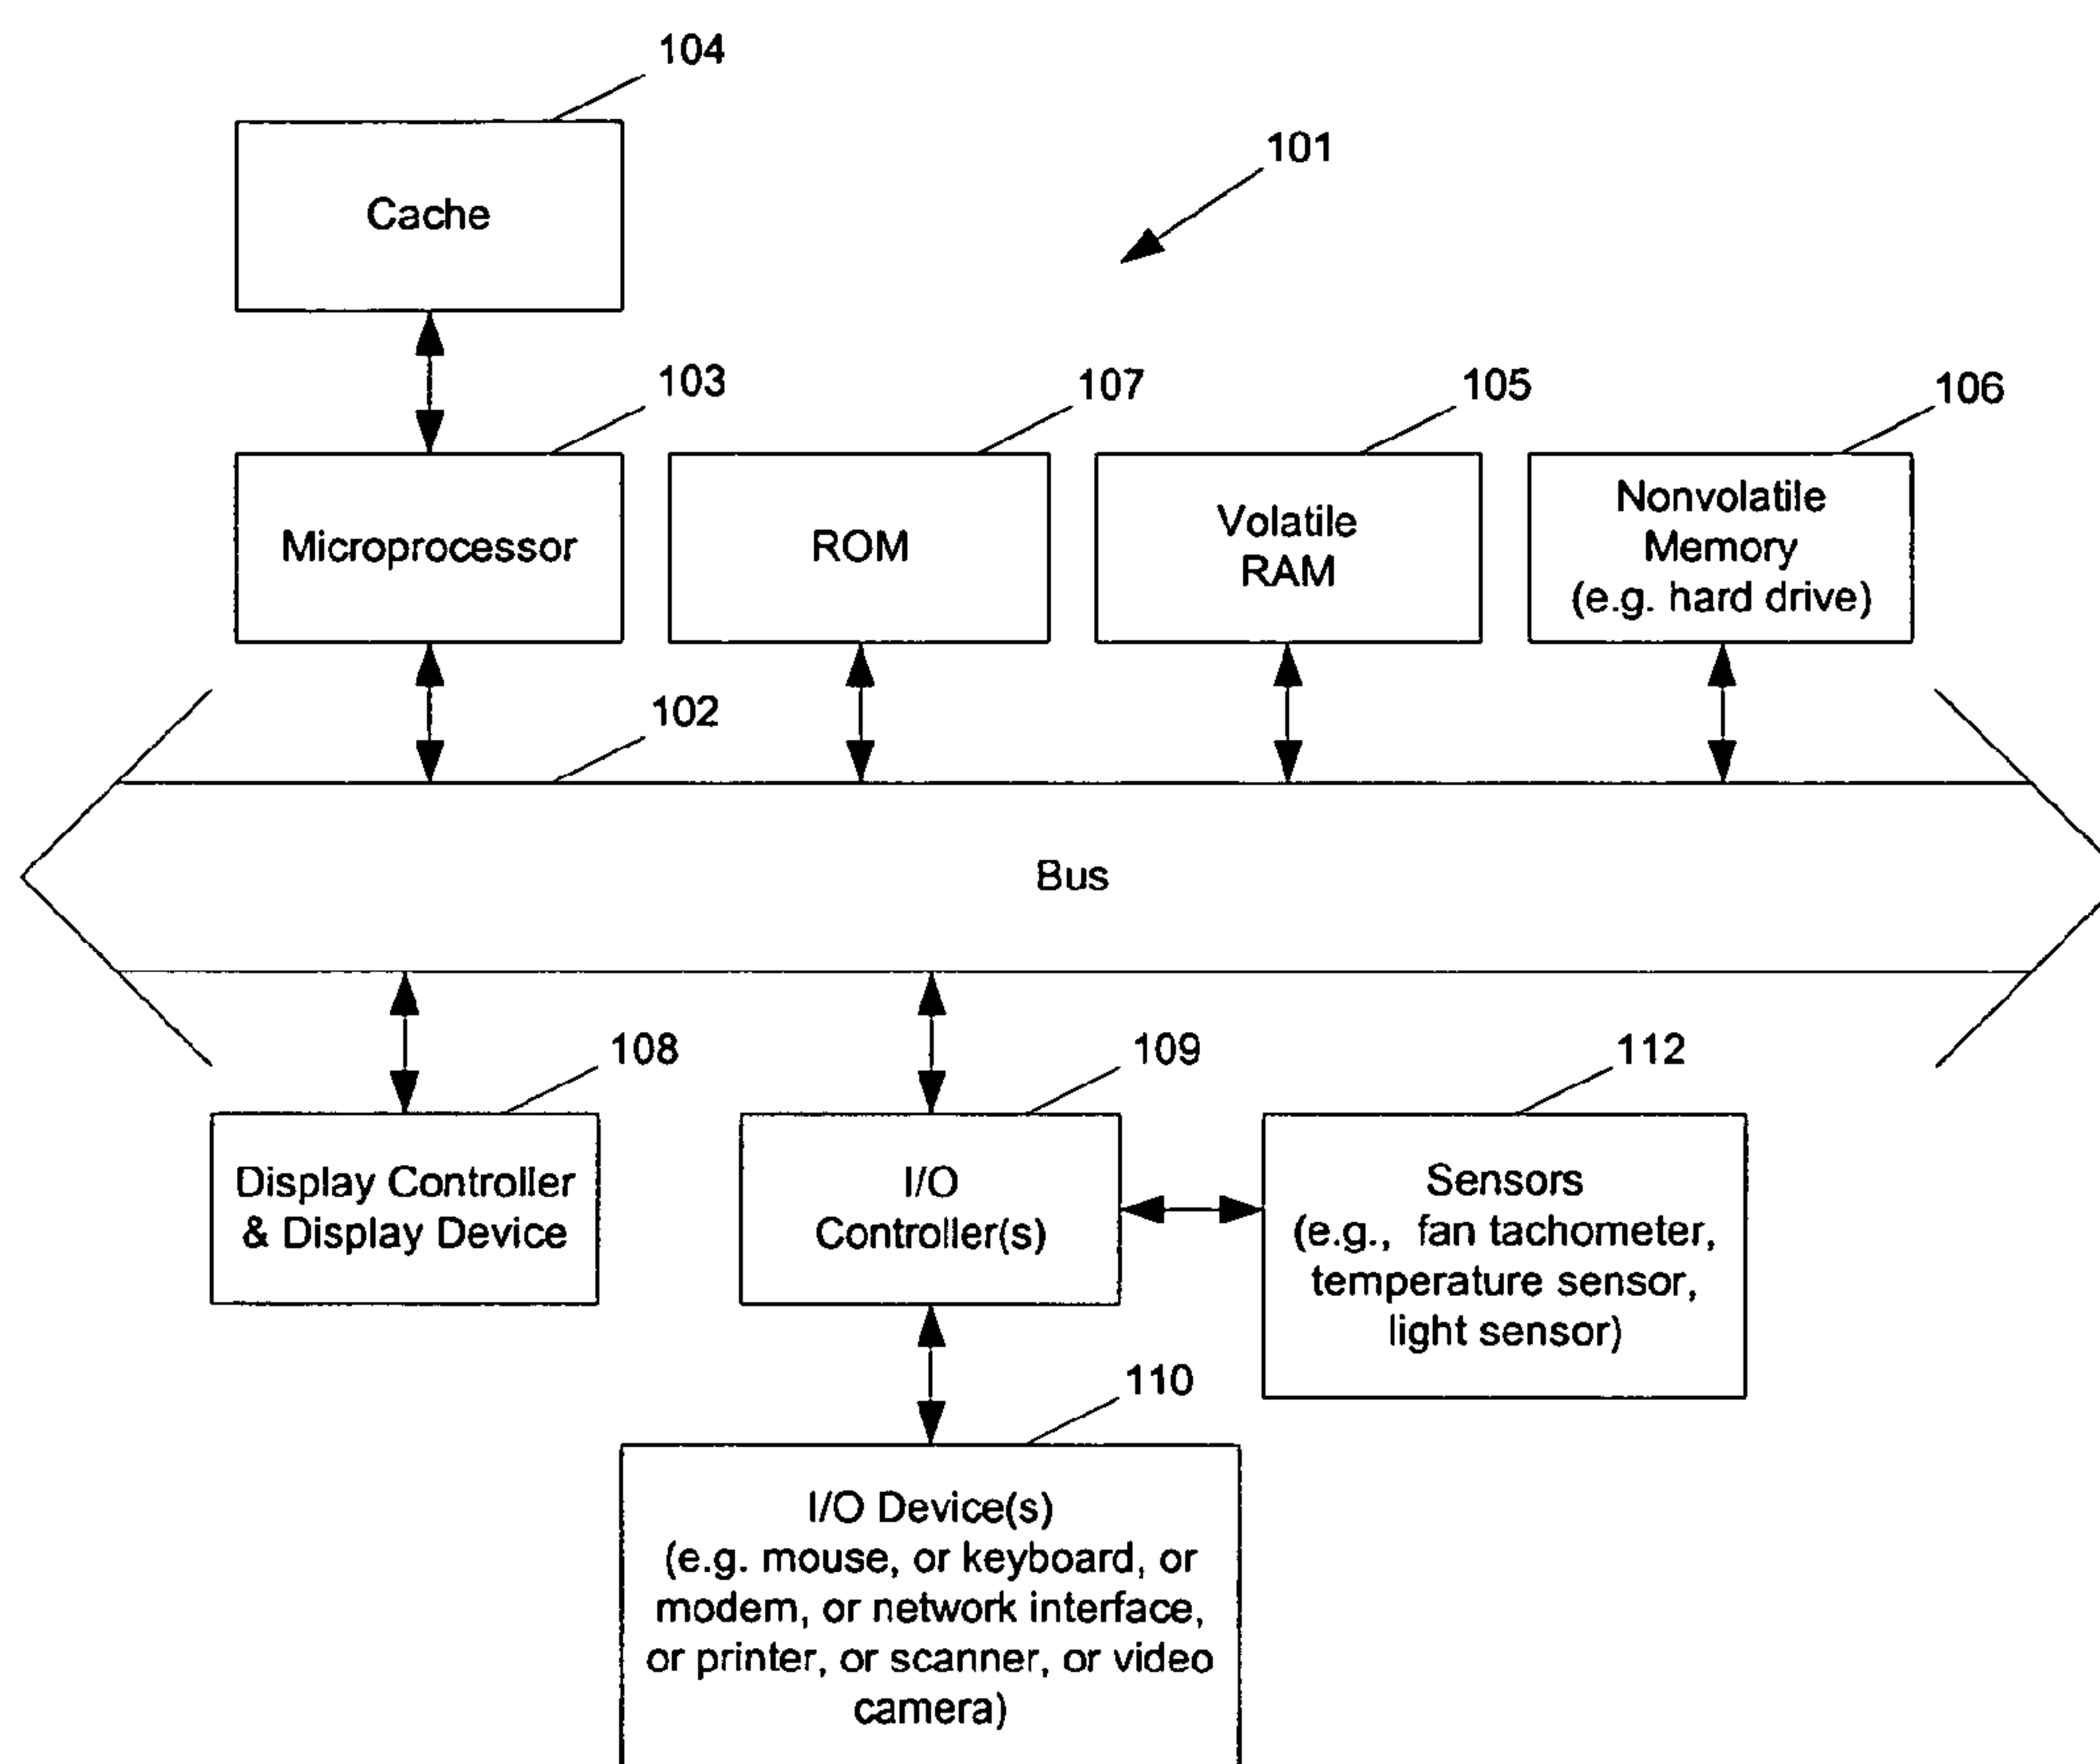 104
Cache
101
103
107
105
106
Microprocessor
ROM
Volatile
RAM
Nonvolatile
Memory
(e.g. hard drive)
102
Bus
108
109
112
Display Controller
& Display Device
I/O
Controller(s)
Sensors
(e.g., fan tachometer,
temperature sensor,
light sensor)
110
I/O Device(s)
(e.g. mouse, or keyboard, or
modem, or network interface,
or printer, or scanner, or video
camera)